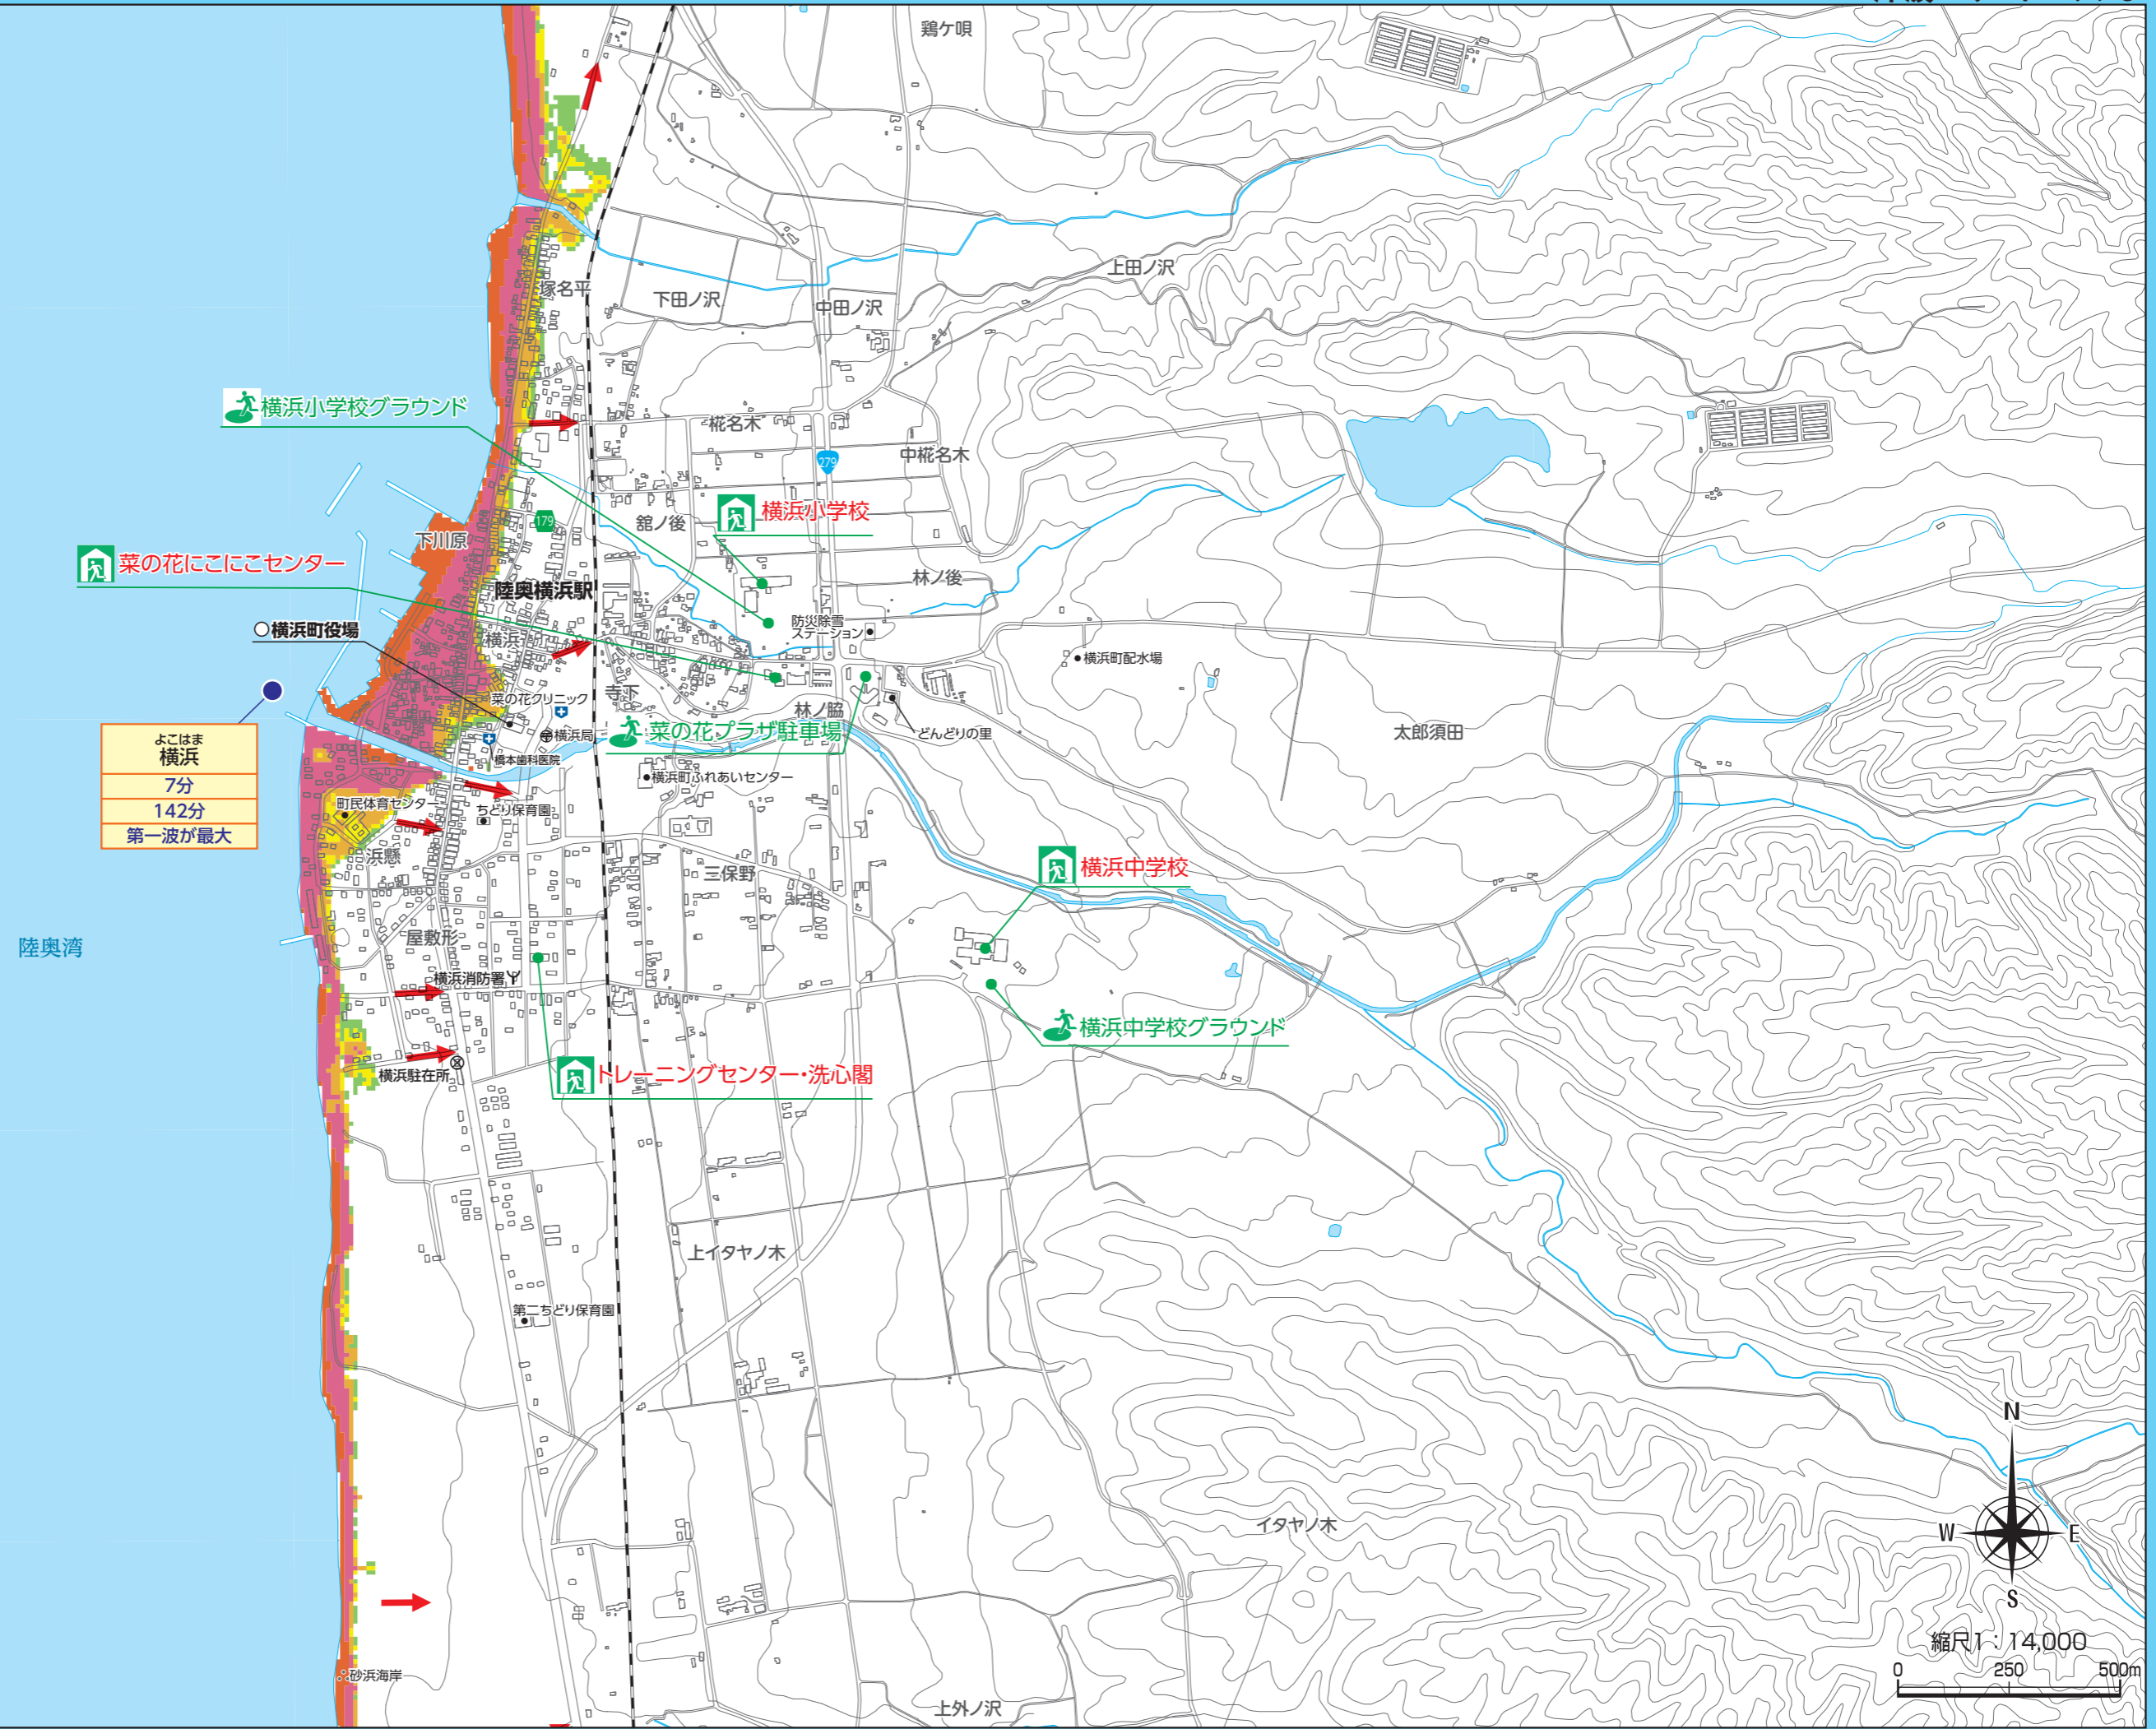 鶏ケ唄
上田ノ沢
塚名平
下田ノ沢
中田ノ沢
横浜小学校グラウンド
椛名木
中椛名木
279
横浜小学校
179
舘ノ後
下川原
菜の花にこにこセンター
林ノ後
陸奥横浜駅
防災除雪
ステーション
横浜町役場
横浜
横浜町配水場
寺下
菜の花クリニック
林ノ脇
菜の花プラザ駐車場
どんどりの里
太郎須田
横浜局
橋本歯科医院
よこはま
横浜
7分
142分
第一波が最大
横浜町ふれあいセンター
町民体育センター
ちどり保育園
浜懸
三保野
横浜中学校
屋敷形
陸奥湾
横浜消防署
横浜中学校グラウンド
横浜駐在所
トレーニングセンター・洗心閣
上イタヤノ木
第二ちどり保育園
イタヤノ木
N
W
E
S
縮尺1:14,000
0
250
500m
砂浜海岸
上外ノ沢